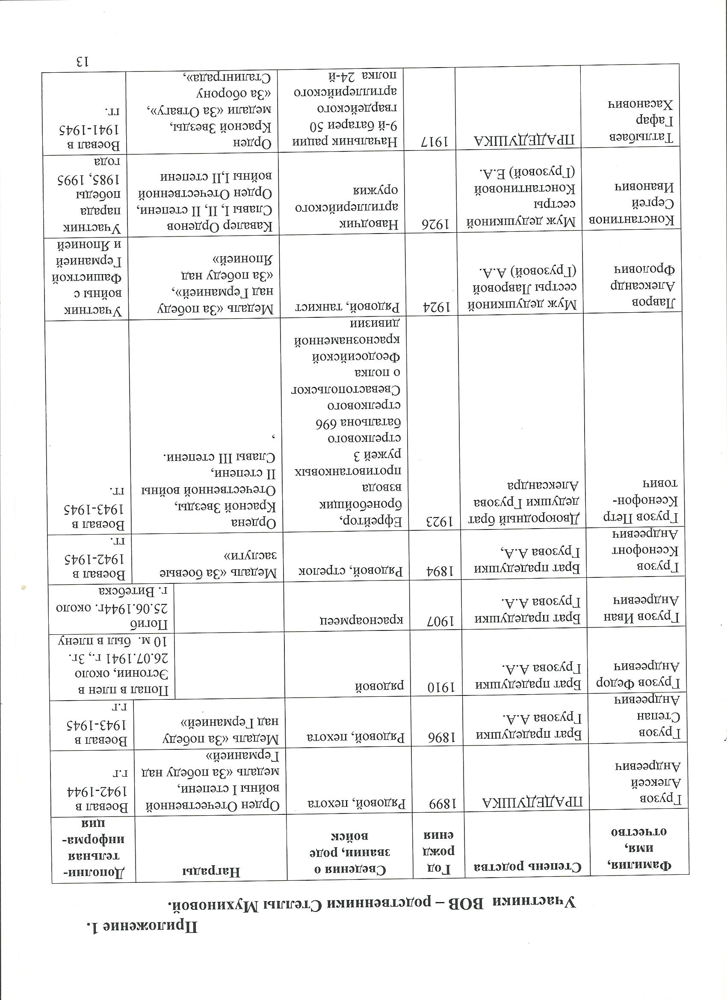 Приложение 1.
Участники ВОВ – родственники Стеллы Мухиновой.
Фамилия,
имя,
отчество
Степень родства
Год
рожд
ения
Сведения о
звании, роде
войск
Награды
Дополни-
тельная
информа-
ция
Грузов
Алексей
Андреевич
ПРАДЕДУШКА
1899
Рядовой, пехота
Орден Отечественной
войны I степени,
медаль «За победу над
Германией»
Воевал в
1942-1944
г.г
Грузов
Степан
Андреевич
Брат прадедушки
Грузова А.А.
1896
Рядовой, пехота
Медаль «За победу
над Германией»
Воевал в
1943-1945
г.г
Грузов Федор
Андреевич
Брат прадедушки
Грузова А.А.
1910
рядовой
Попал в плен в
Эстонии, около
26.07.1941 г., 3г.
10 м. был в плену
Грузов Иван
Андреевич
Брат прадедушки
Грузова А.А.
1907
красноармеец
Погиб
25.06.1944г. около
г. Витебска
Грузов
Ксенофонт
Андреевич
Брат прадедушки
Грузова А.А,
1894
Рядовой, стрелок
Медаль «За боевые
заслуги»
Воевал в
1942-1945
гг.
Грузов Петр
Ксенофон-
тович
Двоюродный брат
дедушки Грузова
Александра
1923
Ефрейтор,
бронебойщик
взвода
противотанковых
ружей 3
стрелкового
батальона 696
стрелкового
Свевастопольског
о полка
Феодосийской
краснознаменной
дивизии
Ордена
Красной Звезды,
Отечественной войны
II степени,
Славы III степени.
,
Воевал в
1943-1945
гг.
Лавров
Александр
Фролович
Муж дедушкиной
сестры Лавровой
(Грузовой) А.А.
1924
Рядовой, танкист
Медаль «За победу
над Германией»,
«За победу над
Японией»
Участник
войны с
Фашисткой
Германией
и Японией
Константинов
Сергей
Иванович
Муж дедушкиной
сестры
Константиновой
(Грузовой) Е.А.
1926
Наводчик
артиллерийского
оружия
Кавалер Орденов
Славы I, II, II степени,
Орден Отечественной
войны I,II степени
Участник
парада
победы
1985, 1995
года
Татлыбаев
Гафар
Хасанович
ПРАДЕДУШКА
1917
Начальник рации
9-й батареи 50
гвардейского
артиллерийского
полка 24-й
Орден
Красной Звезды,
медали «За Отвагу»,
«За оборону
Сталинграда»,
Воевал в
1941-1945
гг.
13